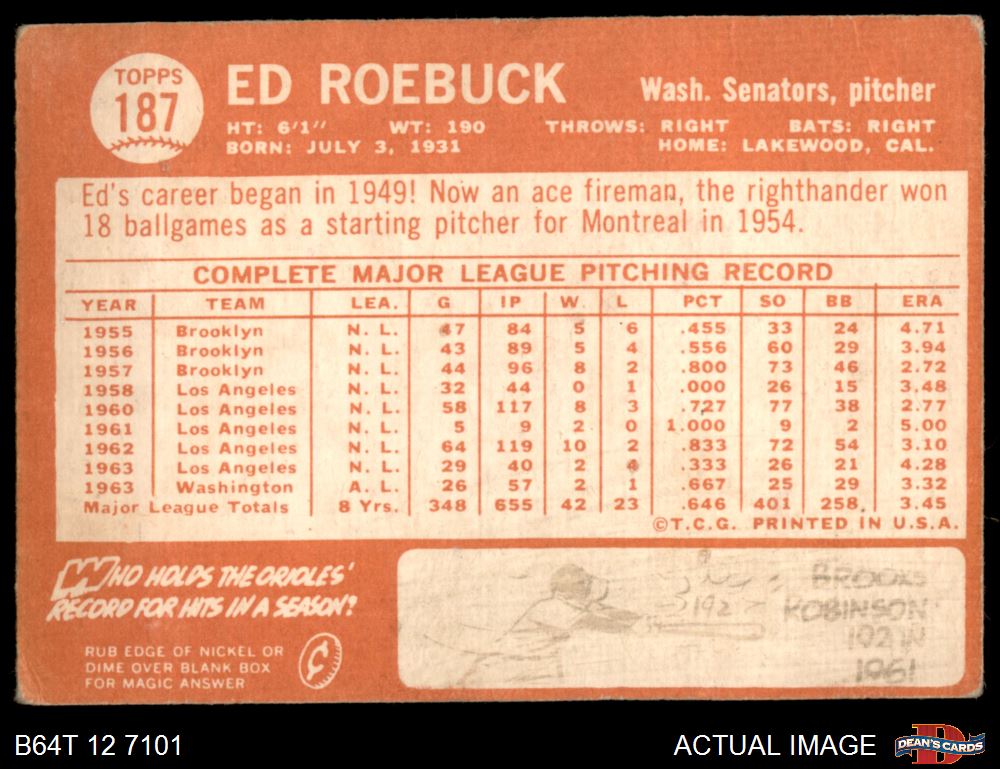 TOPPS
187
ED ROEBUCK
Wash. Senators, pitcher
HT: 6'1" WT: 190 THROWS: RIGHT BATS: RIGHT
BORN: JULY 3, 1931 HOME: LAKEWOOD, CAL.
Ed's career began in 1949! Now an ace fireman, the righthander won
18 ballgames as a starting pitcher for Montreal in 1954.
COMPLETE MAJOR LEAGUE PITCHING RECORD
YEAR TEAM LEA. G IP W. L PCT SO BB ERA
1955 Brooklyn N. L. 47 84 5 6 .455 33 24 4.71
1956 Brooklyn N. L. 43 89 5 4 .556 60 29 3.94
1957 Brooklyn N. L. 44 96 8 2 .800 73 46 2.72
1958 Los Angeles N. L. 32 44 0 1 .000 26 15 3.48
1960 Los Angeles N. L. 58 117 8 3 .727 77 38 2.77
1961 Los Angeles N. L. 5 9 2 0 1.000 9 2 5.00
1962 Los Angeles N. L. 64 119 10 2 .833 72 54 3.10
1963 Los Angeles N. L. 29 40 2 4 .333 26 21 4.28
1963 Washington A. L. 26 57 2 1 .667 25 29 3.32
Major League Totals 8 Yrs. 348 655 42 23 .646 401 258 3.45
©T.C.G. PRINTED IN U.S.A.
WHO HOLDS THE ORIOLES'
RECORD FOR HITS IN A SEASON?
RUB EDGE OF NICKEL OR
DIME OVER BLANK BOX
FOR MAGIC ANSWER
BROOKS
ROBINSON
192 IN
1961
B64T 12 7101
ACTUAL IMAGE
DEAN'S CARDS